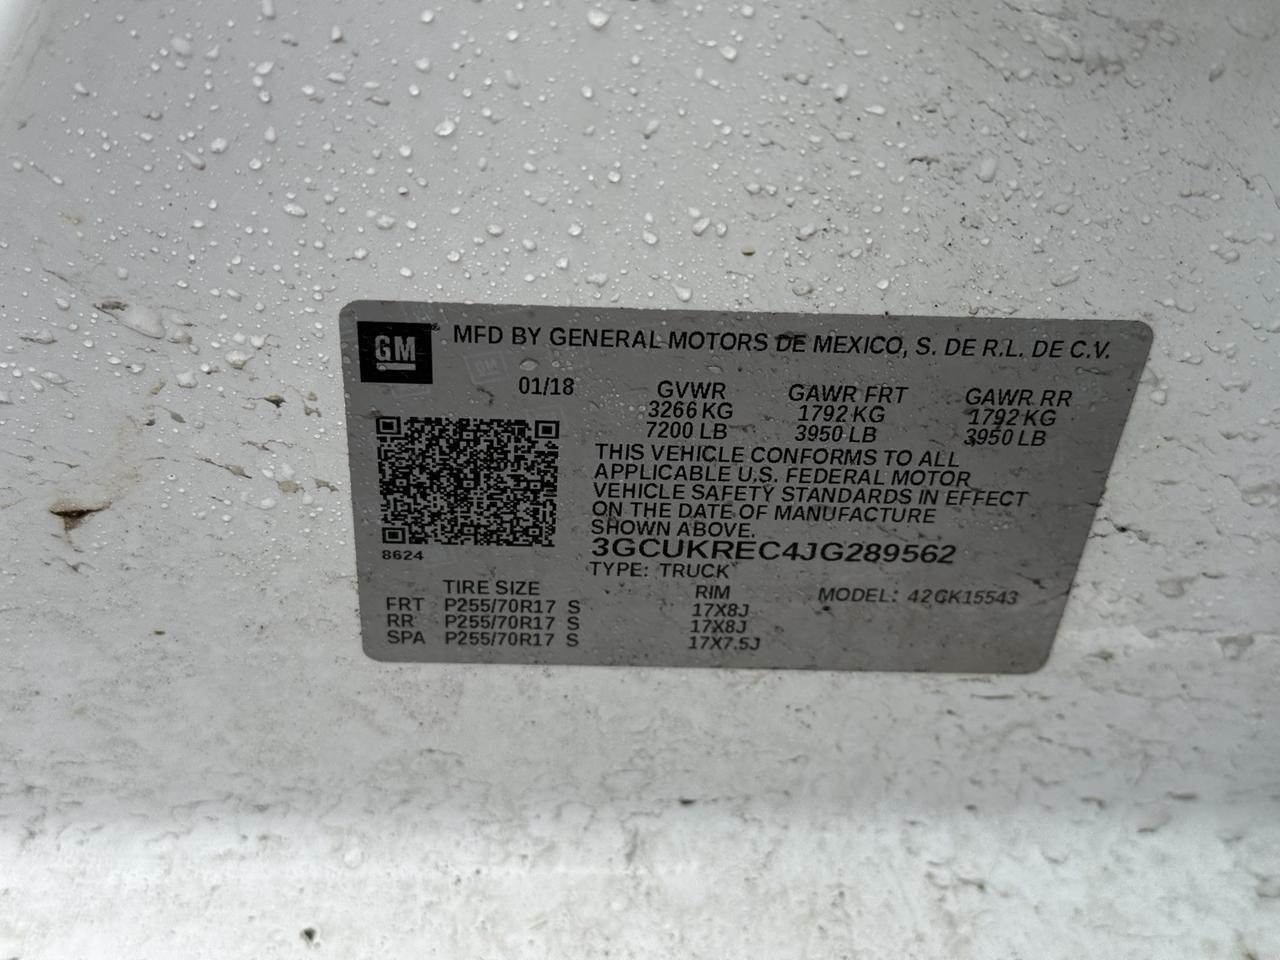 GM
MFD BY GENERAL MOTORS DE MEXICO, S. DE R.L. DE C.V.
01/18 GVWR GAWR FRT GAWR RR
3266 KG 1792 KG 1792 KG
7200 LB 3950 LB 3950 LB
THIS VEHICLE CONFORMS TO ALL
APPLICABLE U.S. FEDERAL MOTOR
VEHICLE SAFETY STANDARDS IN EFFECT
ON THE DATE OF MANUFACTURE
SHOWN ABOVE.
3GCUKREC4JG289562
8624
TYPE: TRUCK
TIRE SIZE RIM MODEL: 42GK15543
FRT P255/70R17 S 17X8J
RR P255/70R17 S 17X8J
SPA P255/70R17 S 17X7.5J